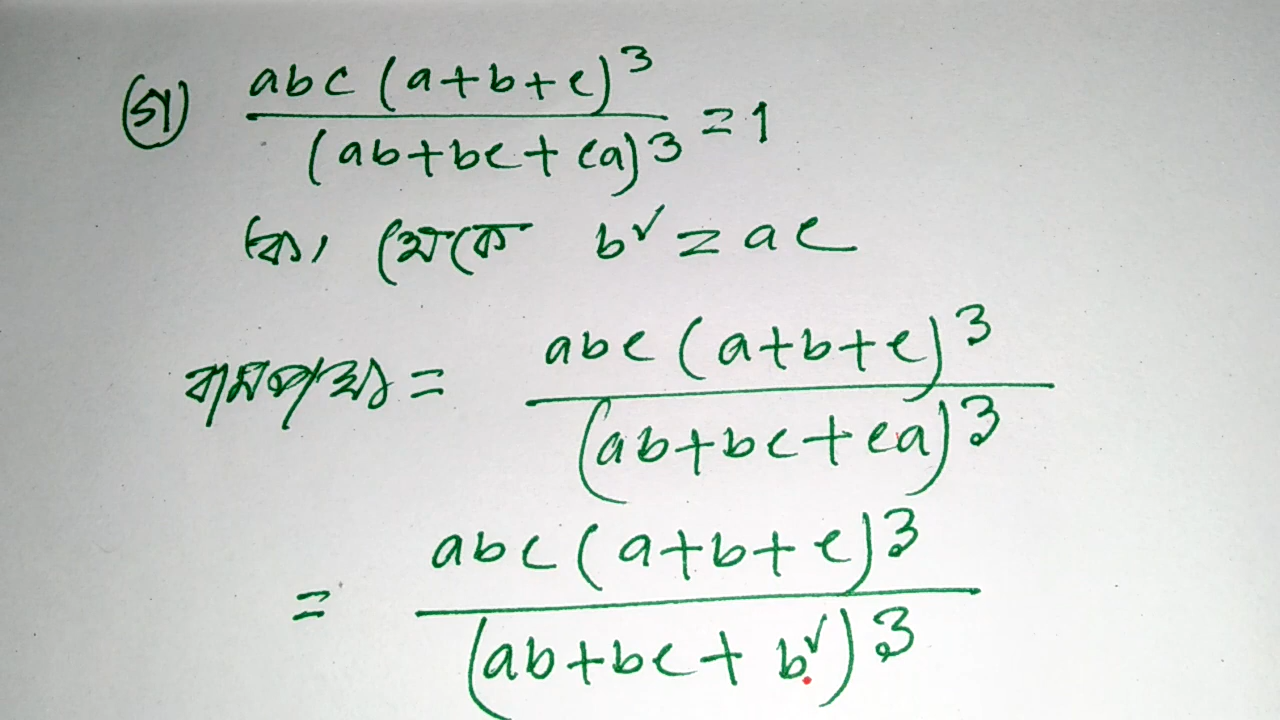 (গ) abc (a+b+c)³ / (ab+bc+ca)³ = 1
ক, থেকে b² = ac
বামপক্ষ = abc (a+b+c)³ / (ab+bc+ca)³
= abc (a+b+c)³ / (ab+bc+b²)³